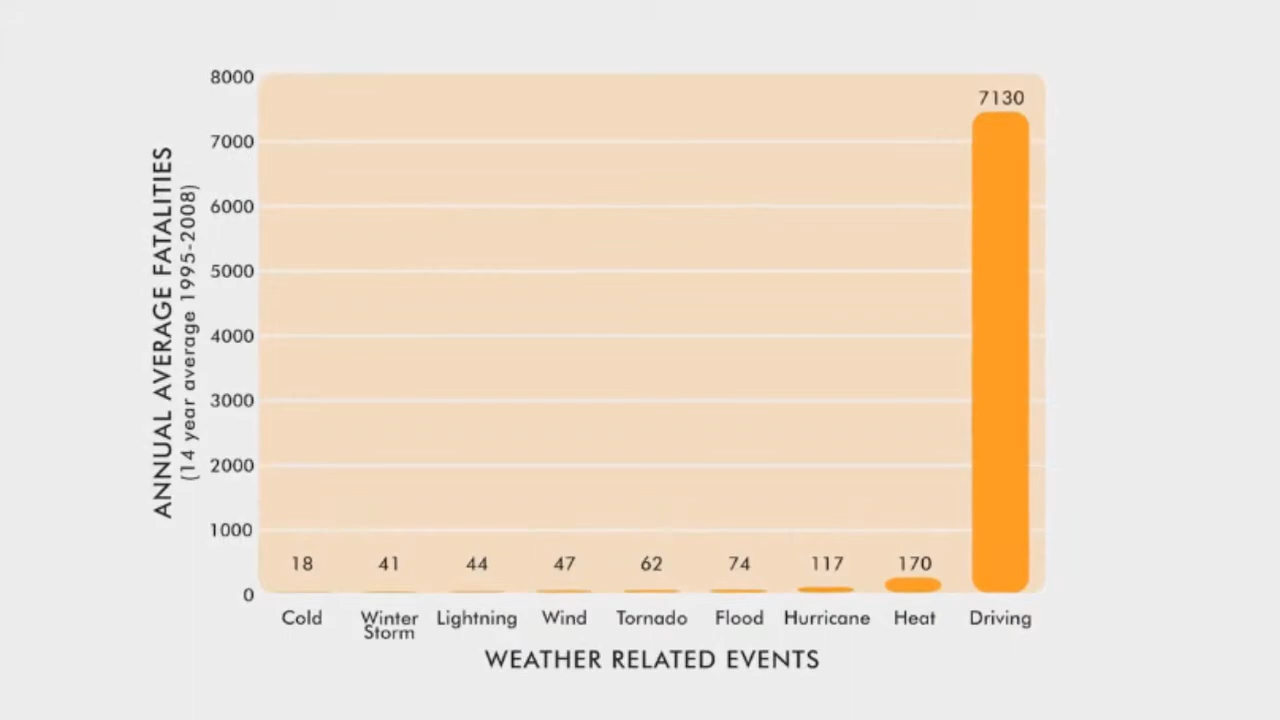 8000
7000
6000
5000
4000
3000
2000
1000
0
ANNUAL AVERAGE FATALITIES
(14 year average 1995-2008)
18
41
44
47
62
74
117
170
7130
Cold
Winter
Storm
Lightning
Wind
Tornado
Flood
Hurricane
Heat
Driving
WEATHER RELATED EVENTS